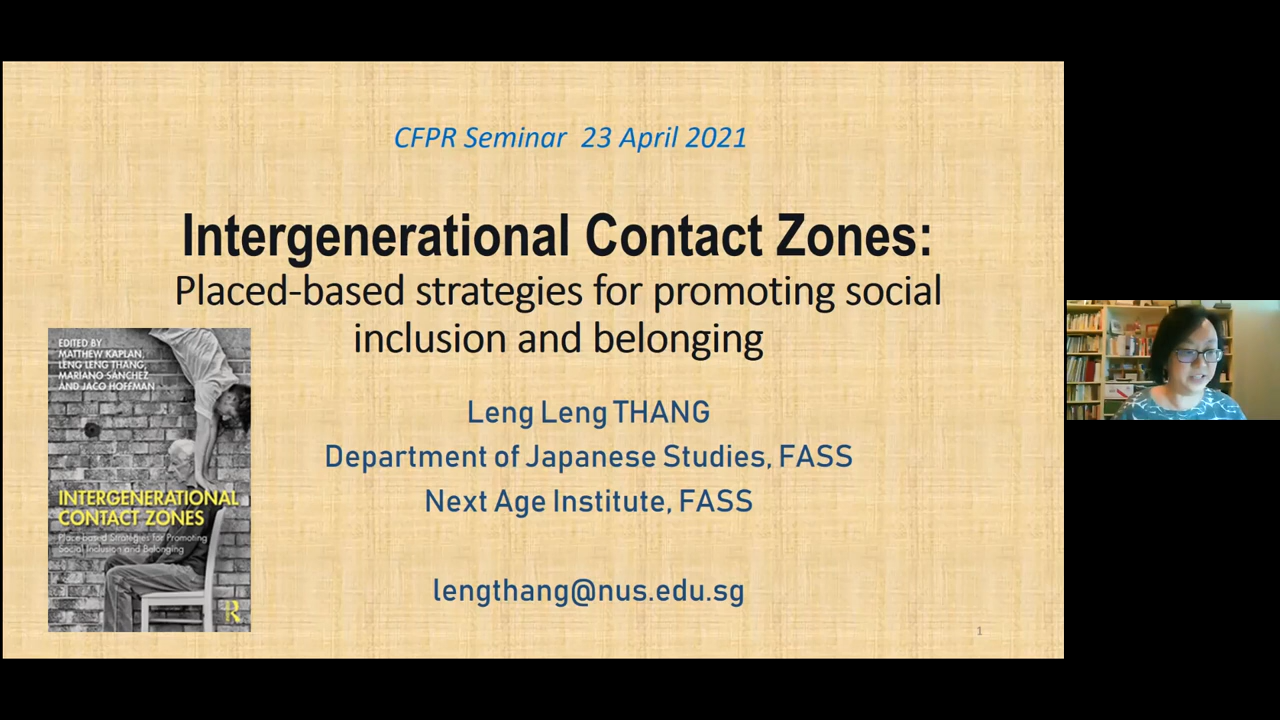 CFPR Seminar 23 April 2021
Intergenerational Contact Zones:
Placed-based strategies for promoting social
inclusion and belonging
EDITED BY
MATTHEW KAPLAN,
LENG LENG THANG,
MARIANO SÁNCHEZ
AND JACO HOFFMAN
INTERGENERATIONAL
CONTACT ZONES
Place-based Strategies for Promoting
Social Inclusion and Belonging
R
Leng Leng THANG
Department of Japanese Studies, FASS
Next Age Institute, FASS
lengthang@nus.edu.sg
1